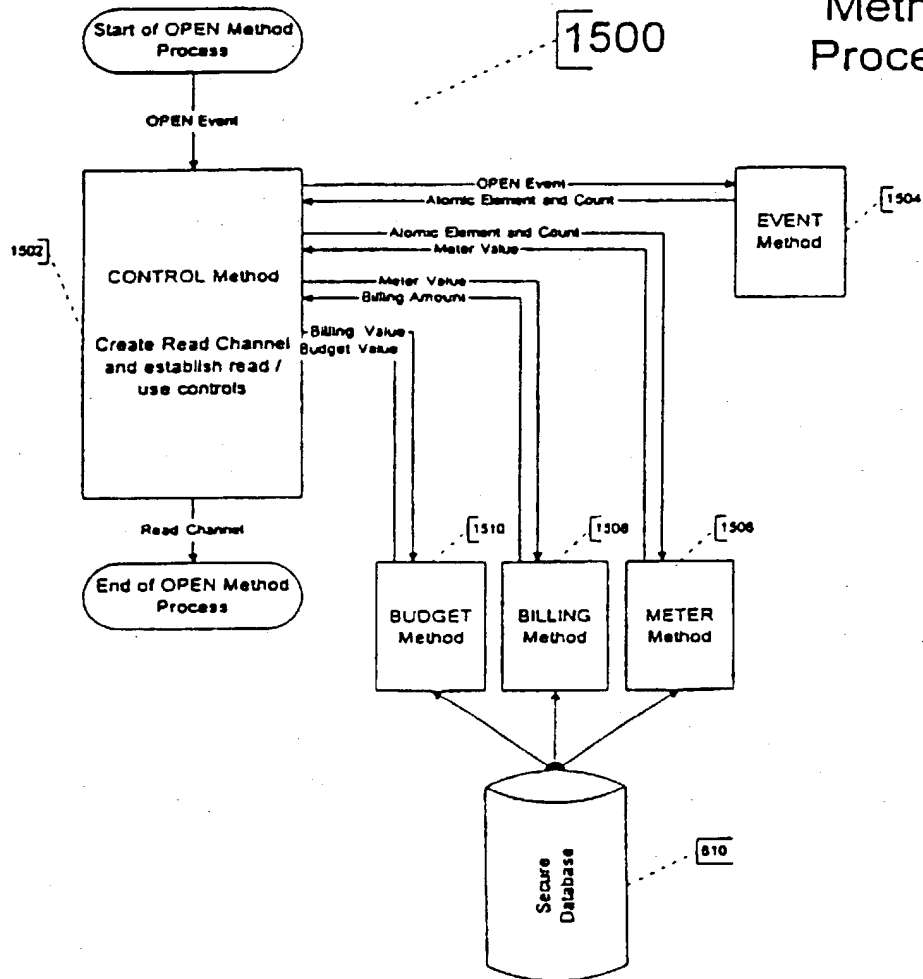 Start of OPEN Method
Process
1500
Meth
Proce
OPEN Event
OPEN Event
Atomic Element and Count
EVENT
Method
1504
1502
CONTROL Method
Create Read Channel
and establish read /
use controls
Atomic Element and Count
Meter Value
Meter Value
Billing Amount
Billing Value
Budget Value
Read Channel
End of OPEN Method
Process
1510
BUDGET
Method
1508
BILLING
Method
1506
METER
Method
Secure
Database
610